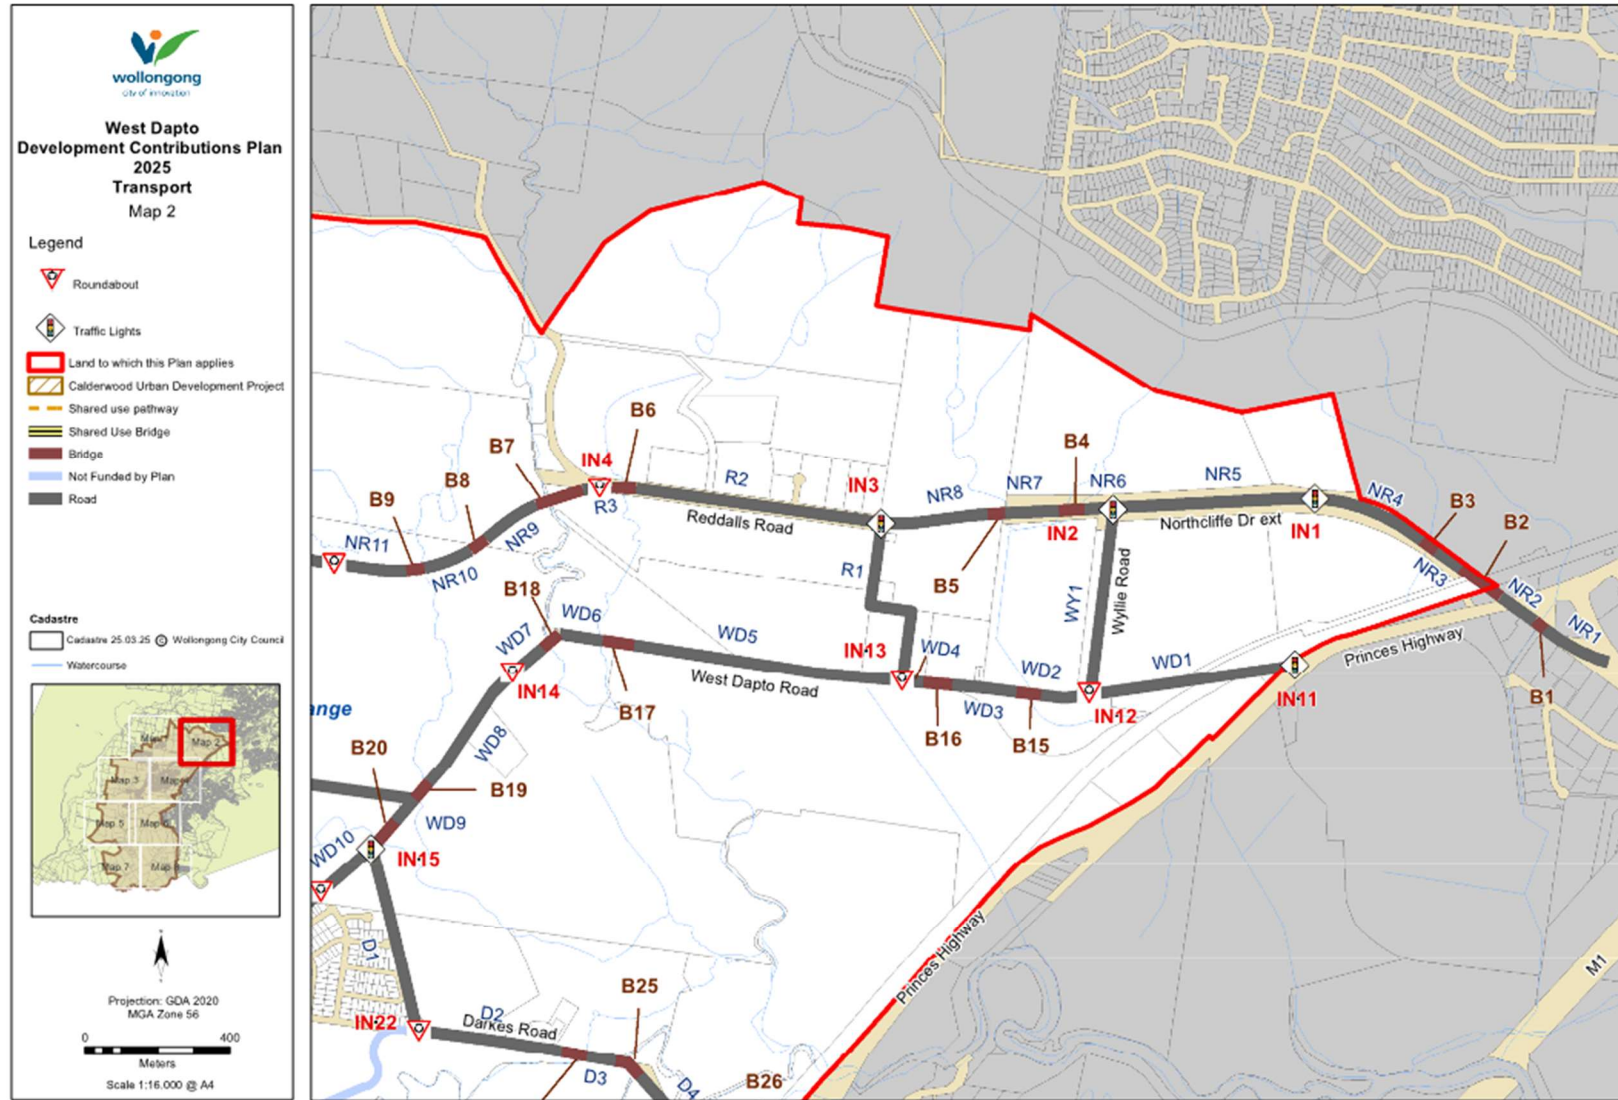 wollongong
city of innovation
West Dapto
Development Contributions Plan
2025
Transport
Map 2
Legend
Roundabout
Traffic Lights
Land to which this Plan applies
Calderwood Urban Development Project
Shared use pathway
Shared Use Bridge
Bridge
Not Funded by Plan
Road
Cadastre
Cadastre 25.03.25 © Wollongong City Council
Watercourse
Map 2
Map 3
Map 5
Map 7
Projection: GDA 2020
MGA Zone 56
0 400
Meters
Scale 1:16.000 @ A4
B6
B7
IN4
B8
R3
R2
IN3
NR8
NR7
B4
NR6
NR5
NR4
B3
B2
B9
NR11
NR9
NR10
Reddalls Road
IN2
Northcliffe Dr ext
IN1
NR3
NR2
NR1
R1
B5
WY1
Wyllie Road
B18
WD6
WD7
WD5
IN13
WD4
WD2
WD1
Princes Highway
IN14
West Dapto Road
B17
B16
WD3
B15
IN12
IN11
B1
ange
B20
WD8
B19
WD9
WD10
IN15
D1
Princes Highway
M1
B25
IN22
D2
Darkes Road
D3
D4
B26